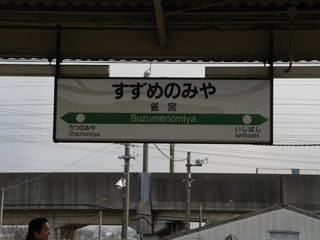 すずめのみや
雀宮
Suzumenomiya
うつのみや
Utsunomiya
いしばし
Ishibashi